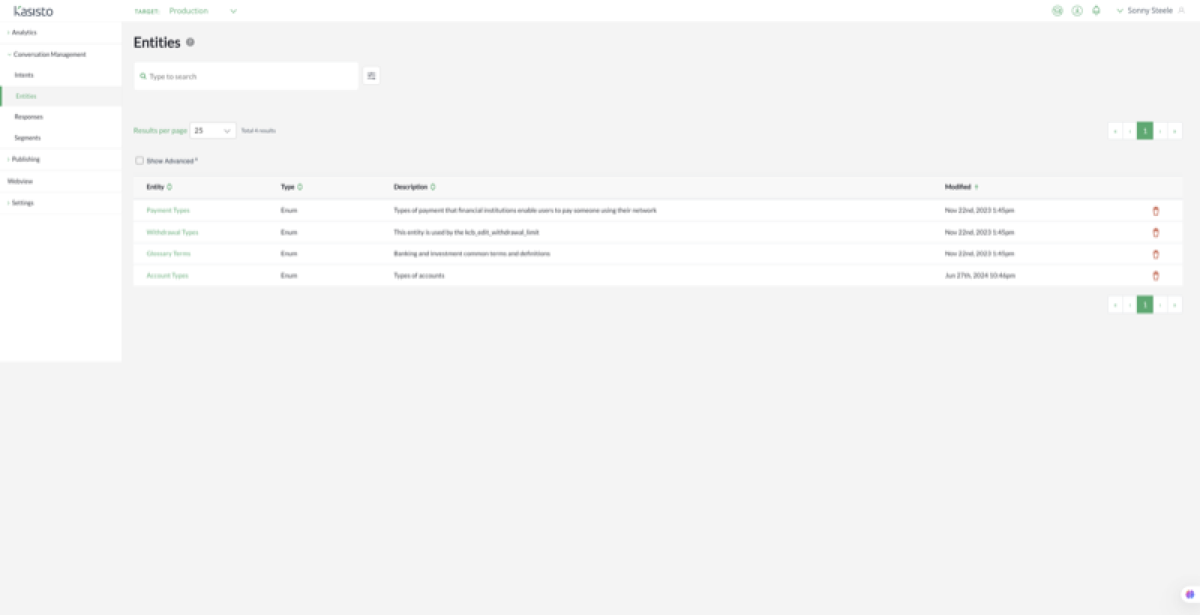 Kasisto
TARGET: Production
Sonny Steele
Analytics
Conversation Management
Intents
Entities
Responses
Segments
Publishing
Webview
Settings
Entities
Type to search
Results per page 25 Total 4 results
1
Show Advanced *
Entity Type Description Modified
Payment Types Enum Types of payment that financial institutions enable users to pay someone using their network Nov 22nd, 2023 1:45pm
Withdrawal Types Enum This entity is used by the kcb_edit_withdrawal_limit Nov 22nd, 2023 1:45pm
Glossary Terms Enum Banking and investment common terms and definitions Nov 22nd, 2023 1:45pm
Account Types Enum Types of accounts Jun 27th, 2024 10:46pm
1